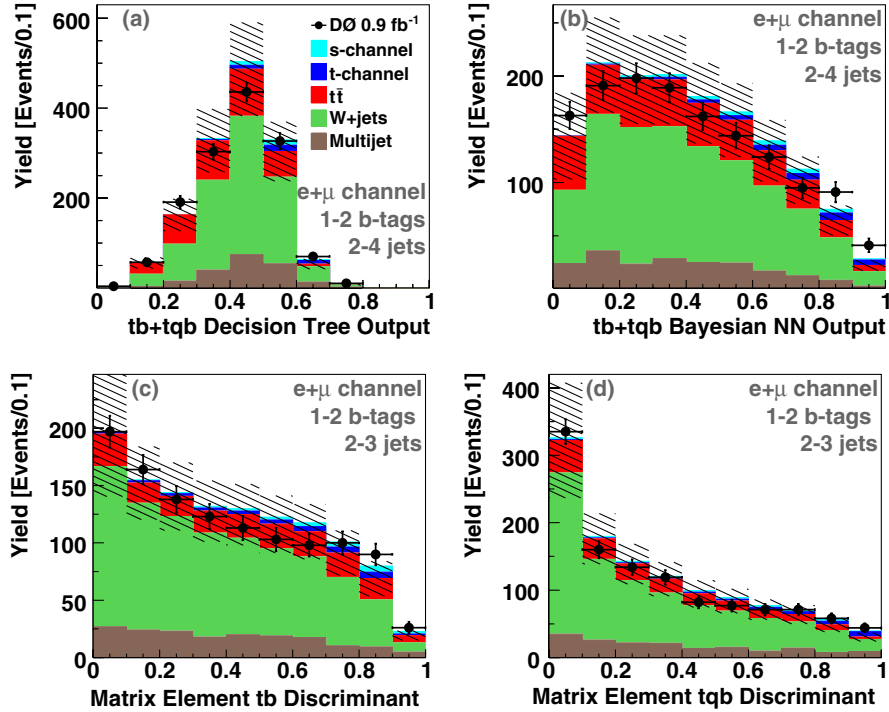 Yield [Events/0.1]
600
400
200
0
(a)
DØ 0.9 fb-1
s-channel
t-channel
tt̄
W+jets
Multijet
e+μ channel
1-2 b-tags
2-4 jets
0 0.2 0.4 0.6 0.8 1
tb+tqb Decision Tree Output
Yield [Events/0.1]
200
100
0
(b)
e+μ channel
1-2 b-tags
2-4 jets
0 0.2 0.4 0.6 0.8 1
tb+tqb Bayesian NN Output
Yield [Events/0.1]
200
150
100
50
0
(c)
e+μ channel
1-2 b-tags
2-3 jets
0 0.2 0.4 0.6 0.8 1
Matrix Element tb Discriminant
Yield [Events/0.1]
400
300
200
100
0
(d)
e+μ channel
1-2 b-tags
2-3 jets
0 0.2 0.4 0.6 0.8 1
Matrix Element tqb Discriminant